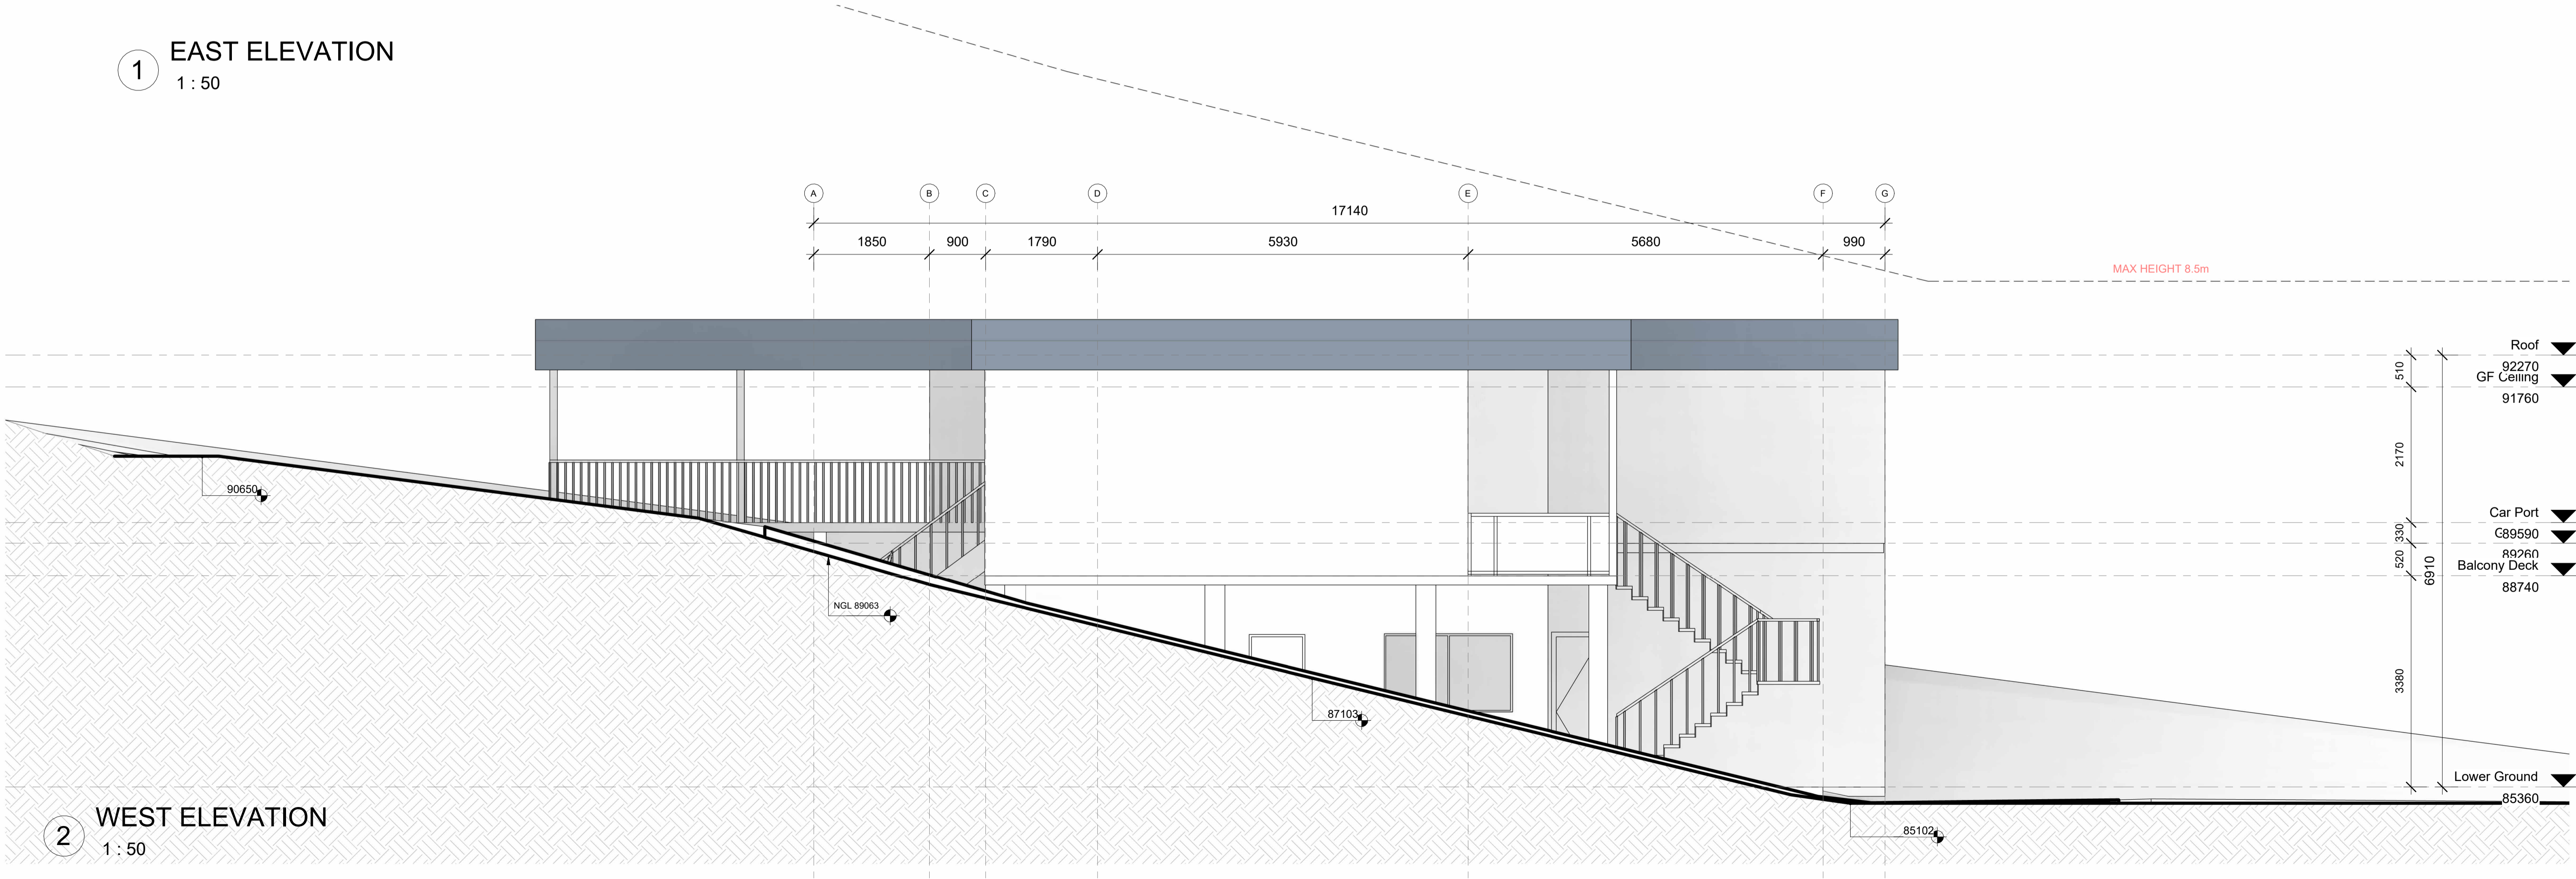 1
EAST ELEVATION
1 : 50
A B C D E F G
17140
1850 900 1790 5930 5680 990
MAX HEIGHT 8.5m
Roof
92270
GF Ceiling
91760
Car Port
89590
89260
Balcony Deck
88740
Lower Ground
85360
510
2170
330
520
3380
6910
90650
NGL 89063
87103
85102
2
WEST ELEVATION
1 : 50